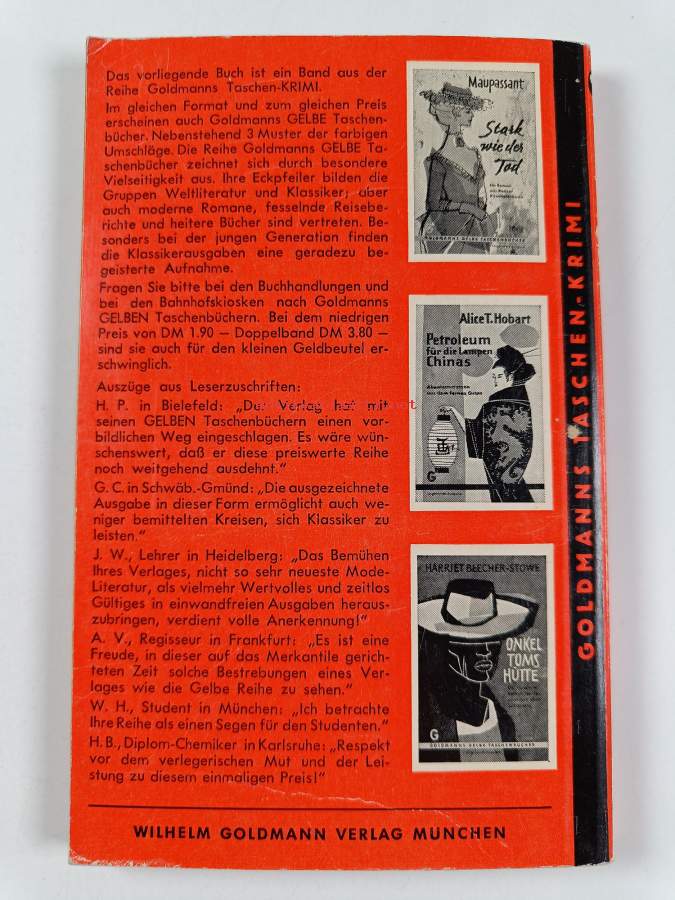 Das vorliegende Buch ist ein Band aus der
Reihe Goldmanns Taschen-KRIMI.
Im gleichen Format und zum gleichen Preis
erscheinen auch Goldmanns GELBE Taschen-
bücher. Nebenstehend 3 Muster der farbigen
Umschläge. Die Reihe Goldmanns GELBE Ta-
schenbücher zeichnet sich durch besondere
Vielseitigkeit aus. Ihre Eckpfeiler bilden die
Gruppen Weltliteratur und Klassiker; aber
auch moderne Romane, fesselnde Reisebe-
richte und heitere Bücher sind vertreten. Be-
sonders bei der jungen Generation finden
die Klassikerausgaben eine geradezu be-
geisterte Aufnahme.
Fragen Sie bitte bei den Buchhandlungen und
bei den Bahnhofskiosken nach Goldmanns
GELBEN Taschenbüchern. Bei dem niedrigen
Preis von DM 1.90 — Doppelband DM 3.80 —
sind sie auch für den kleinen Geldbeutel er-
schwinglich.
Auszüge aus Leserzuschriften:
H. P. in Bielefeld: „Der Verlag hat mit
seinen GELBEN Taschenbüchern einen vor-
bildlichen Weg eingeschlagen. Es wäre wün-
schenswert, daß er diese preiswerte Reihe
noch weitgehend ausdehnt.“
G. C. in Schwäb.-Gmünd: „Die ausgezeichnete
Ausgabe in dieser Form ermöglicht auch we-
niger bemittelten Kreisen, sich Klassiker zu
leisten.“
J. W., Lehrer in Heidelberg: „Das Bemühen
Ihres Verlages, nicht so sehr neueste Mode-
Literatur, als vielmehr Wertvolles und zeitlos
Gültiges in einwandfreien Ausgaben heraus-
zubringen, verdient volle Anerkennung!“
A. V., Regisseur in Frankfurt: „Es ist eine
Freude, in dieser auf das Merkantile gerich-
teten Zeit solche Bestrebungen eines Ver-
lages wie die Gelbe Reihe zu sehen.“
W. H., Student in München: „Ich betrachte
Ihre Reihe als einen Segen für den Studenten.“
H. B., Diplom-Chemiker in Karlsruhe: „Respekt
vor dem verlegerischen Mut und der Lei-
stung zu diesem einmaligen Preis!“
WILHELM GOLDMANN VERLAG MÜNCHEN
Maupassant
Stark
wie der
Tod
GOLDMANNS GELBE TASCHENBÜCHER
Alice T. Hobart
Petroleum
für die Lampen
Chinas
G
HARRIET BEECHER-STOWE
ONKEL
TOMS
HÜTTE
G
GOLDMANNS GELBE TASCHENBÜCHER
GOLDMANNS TASCHEN-KRIMI